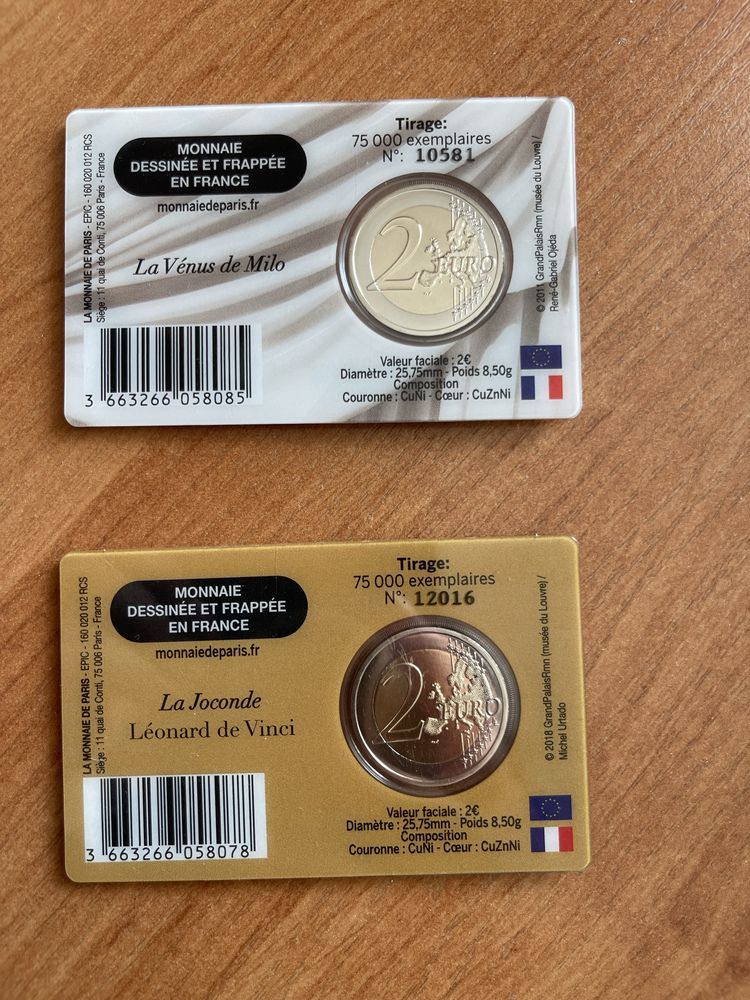 LA MONNAIE DE PARIS - EPIC - 160 020 012 RCS
Siège : 11 quai de Conti, 75 006 Paris - France
MONNAIE
DESSINÉE ET FRAPPÉE
EN FRANCE
monnaiedeparis.fr
La Vénus de Milo
3 663266 058085
Tirage:
75 000 exemplaires
N°: 10581
2 EURO
Valeur faciale : 2€
Diamètre : 25,75mm - Poids 8,50g
Composition
Couronne : CuNi - Cœur : CuZnNi
© 2011 GrandPalaisRmn (musée du Louvre) /
René-Gabriel Ojéda
LA MONNAIE DE PARIS - EPIC - 160 020 012 RCS
Siège : 11 quai de Conti, 75 006 Paris - France
MONNAIE
DESSINÉE ET FRAPPÉE
EN FRANCE
monnaiedeparis.fr
La Joconde
Léonard de Vinci
3 663266 058078
Tirage:
75 000 exemplaires
N°: 12016
2 EURO
Valeur faciale : 2€
Diamètre : 25,75mm - Poids 8,50g
Composition
Couronne : CuNi - Cœur : CuZnNi
© 2018 GrandPalaisRmn (musée du Louvre) /
Michel Urtado